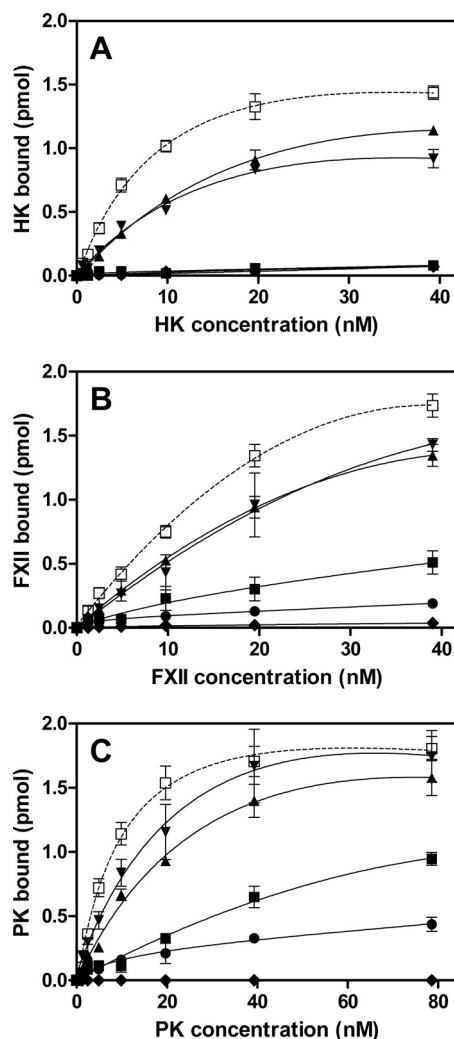 A
HK bound (pmol)
2.0
1.5
1.0
0.5
0.0
0 10 20 30 40
HK concentration (nM)
B
FXII bound (pmol)
2.0
1.5
1.0
0.5
0.0
0 10 20 30 40
FXII concentration (nM)
C
PK bound (pmol)
2.0
1.5
1.0
0.5
0.0
0 20 40 60 80
PK concentration (nM)